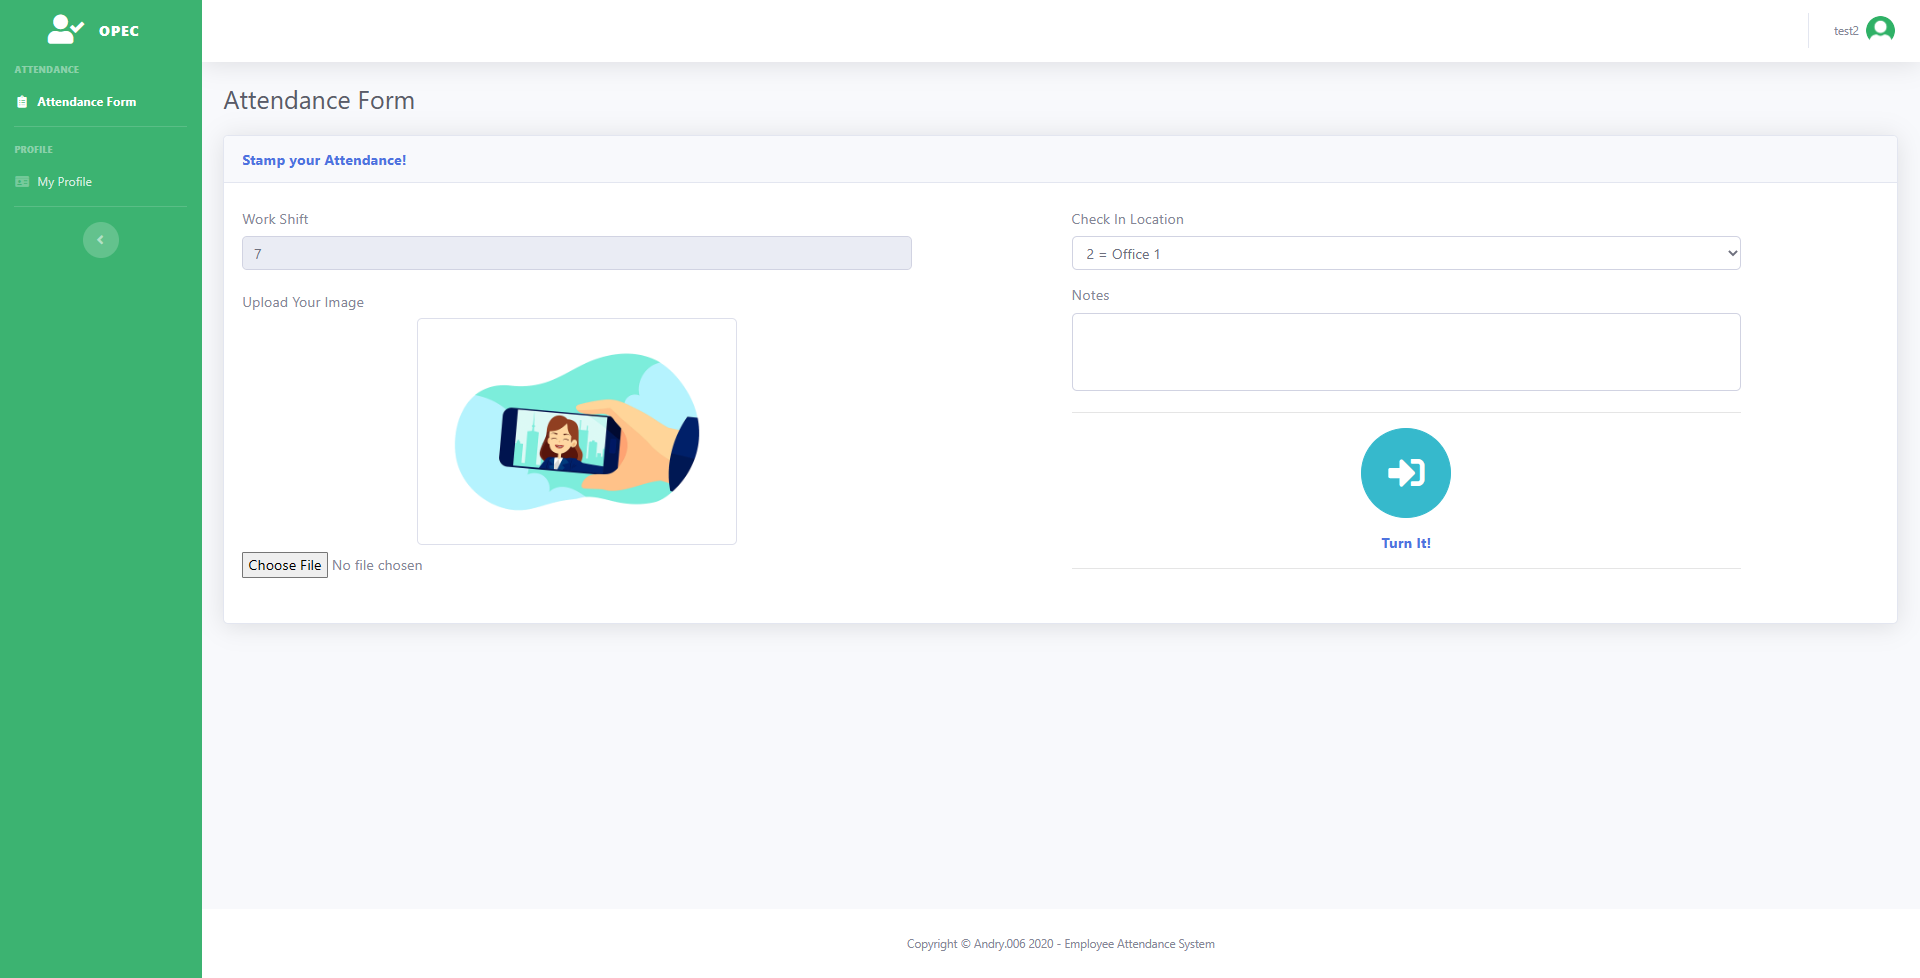 OPEC
test2
ATTENDANCE
Attendance Form
PROFILE
My Profile
Attendance Form
Stamp your Attendance!
Work Shift
7
Upload Your Image
Choose File No file chosen
Check In Location
2 = Office 1
Notes
Turn It!
Copyright © Andry.006 2020 - Employee Attendance System